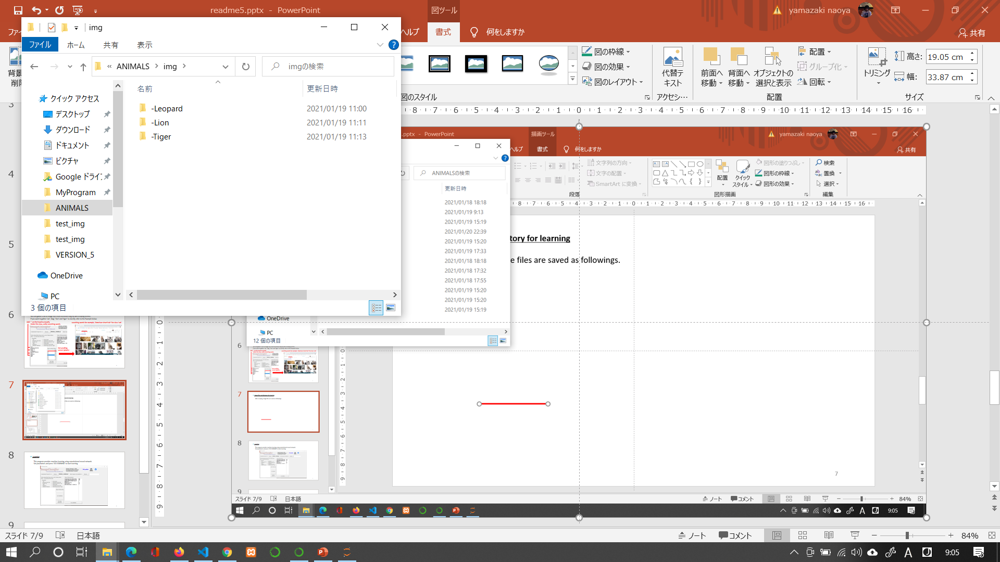 readme5.pptx - PowerPoint
図ツール
yamazaki naoya
ヘルプ
書式
何をしますか
共有
img
ファイル
ホーム
共有
表示
« ANIMALS > img >
imgの検索
名前
更新日時
クイック アクセス
デスクトップ
ダウンロード
ドキュメント
ピクチャ
Google ドライ
MyProgram
ANIMALS
test_img
test_img
VERSION_5
OneDrive
PC
-Leopard 2021/01/19 11:00
-Lion 2021/01/19 11:11
-Tiger 2021/01/19 11:13
3 個の項目
図の枠線
図の効果
図のレイアウト
図のスタイル
代替テ
キスト
アクセシ…
前面へ
移動
背面へ
移動
オブジェクトの
選択と表示
配置
グループ化
回転
配置
トリミング
高さ: 19.05 cm
幅: 33.87 cm
サイズ
.pptx - PowerPoint
描画ツール
yamazaki naoya
ヘルプ
書式
何をしますか
共有
文字列の方向
文字の配置
SmartArt に変換
段落
配置
クイック
スタイル
図形の塗りつぶし
図形の枠線
図形の効果
図形描画
検索
置換
選択
編集
ANIMALSの検索
更新日時
2021/01/18 18:18
2021/01/19 9:13
2021/01/19 15:19
2021/01/20 22:39
2021/01/19 15:20
2021/01/19 17:33
2021/01/18 18:18
2021/01/18 17:32
2021/01/18 17:55
2021/01/19 15:20
2021/01/19 15:20
2021/01/19 15:19
OneDrive
PC
12 個の項目
tory for learning
e files are saved as followings.
7
6
7
8
9
スライド 7/9
日本語
ノート
コメント
84%
9:05
3
4
5
6
7
8
9
スライド 7/9
日本語
ノート
コメント
84%
9:05